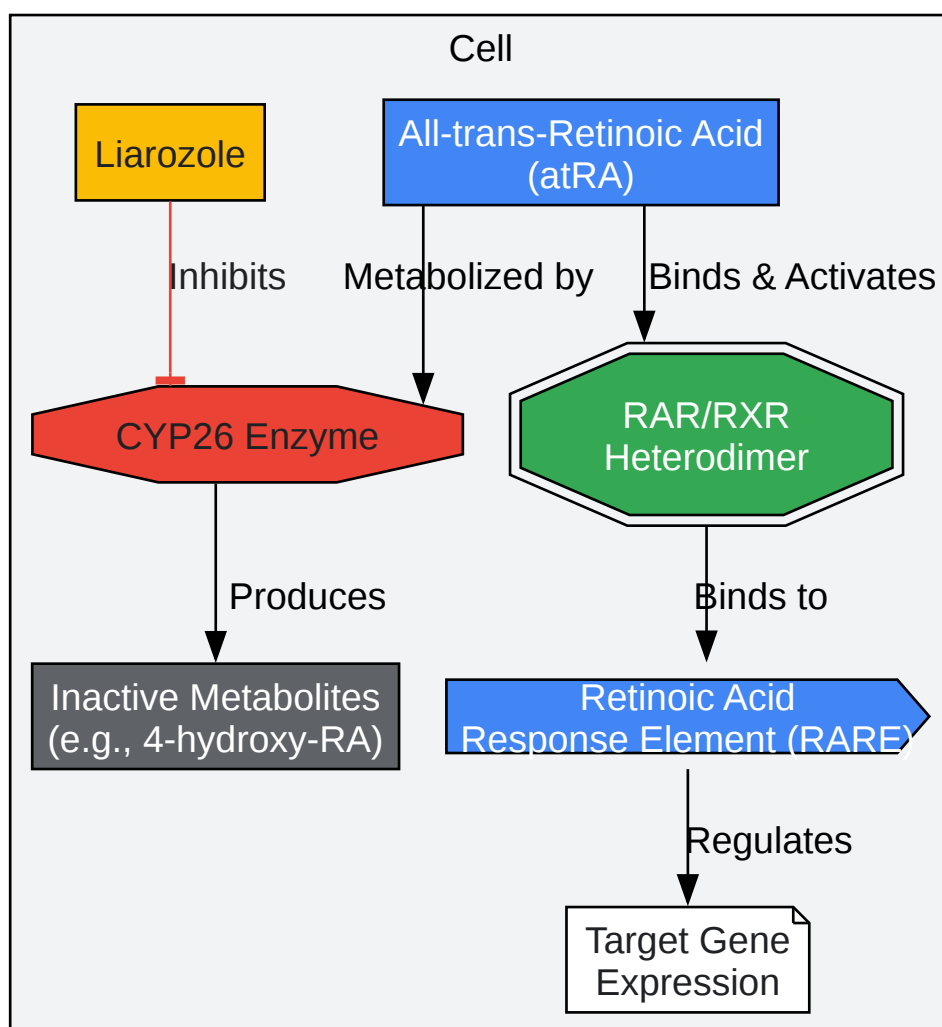 Cell
Liarozole
All-trans-Retinoic Acid
(atRA)
Inhibits
Metabolized by
Binds & Activates
CYP26 Enzyme
RAR/RXR
Heterodimer
Produces
Binds to
Inactive Metabolites
(e.g., 4-hydroxy-RA)
Retinoic Acid
Response Element (RARE)
Regulates
Target Gene
Expression